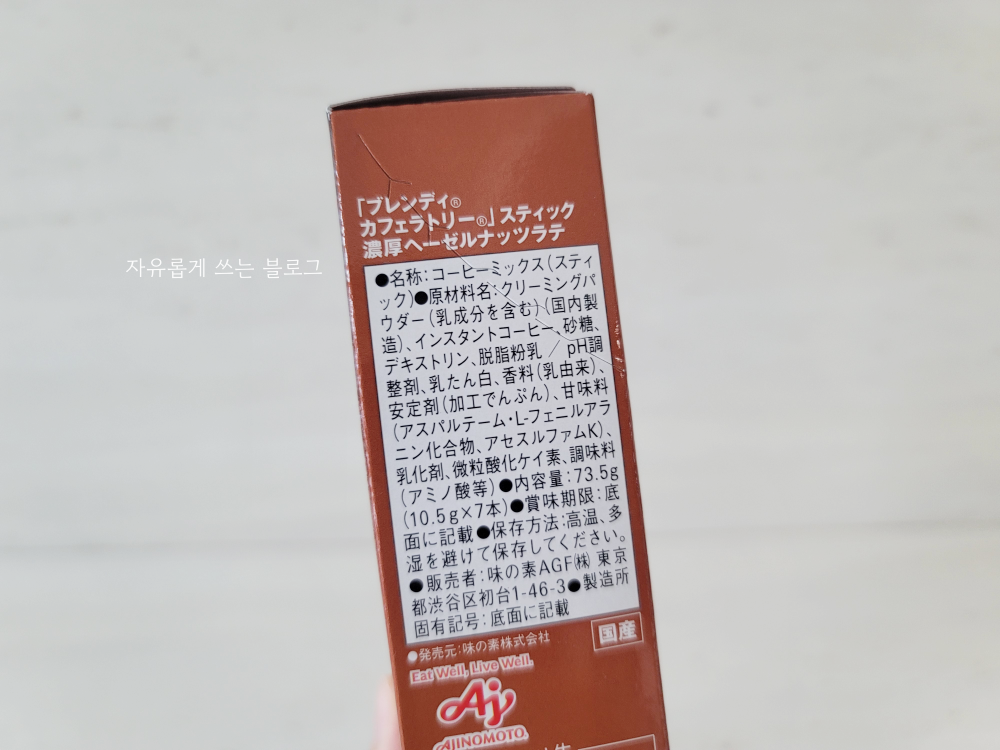 「ブレンディ®
カフェラトリー®」スティック
濃厚ヘーゼルナッツラテ
자유롭게 쓰는 블로그
●名称:コーヒーミックス(スティ
ック)●原材料名:クリーミングパ
ウダー(乳成分を含む)(国内製
造)、インスタントコーヒー、砂糖、
デキストリン、脱脂粉乳/pH調
整剤、乳たん白、香料(乳由来)、
安定剤(加工でんぷん)、甘味料
(アスパルテーム・L-フェニルアラ
ニン化合物、アセスルファムK)、
乳化剤、微粒酸化ケイ素、調味料
(アミノ酸等)●内容量:73.5g
(10.5g×7本)●賞味期限:底
面に記載●保存方法:高温、多
湿を避けて保存してください。
●販売者:味の素AGF㈱ 東京
都渋谷区初台1-46-3●製造所
固有記号:底面に記載
国産
●発売元:味の素株式会社
Eat Well, Live Well.
Aj
AJINOMOTO